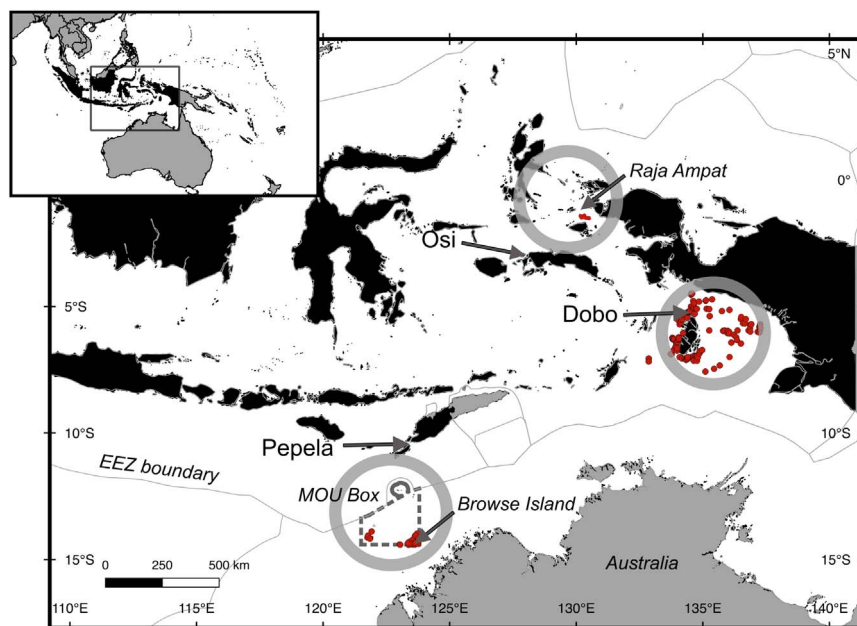 5°N
Raja Ampat
0°
Osi
5°S
Dobo
10°S
Pepela
10°S
EEZ boundary
MOU Box
Browse Island
15°S
Australia
15°S
0 250 500 km
110°E 120°E 125°E 130°E 135°E 140°E